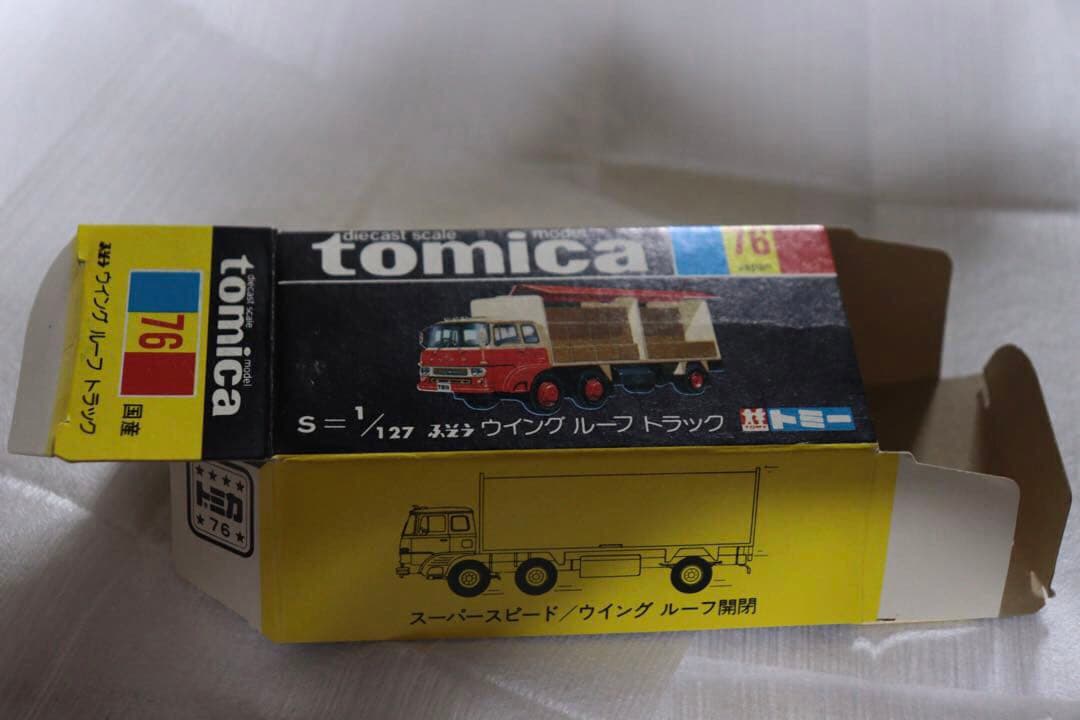 diecast scale model
tomica
76
Japan
S=1/127 ふそう ウイング ルーフ トラック
トミー
スーパースピード/ウイング ルーフ開閉
diecast scale model
tomica
76
国産
ふそう ウイング ルーフ トラック
トミカ
76